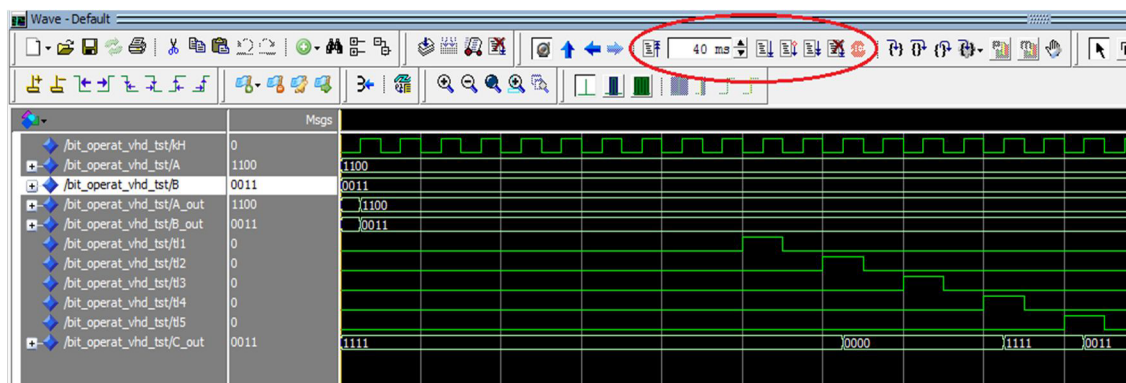 Wave - Default
40 ms
Msgs
/bit_operat_vhd_tst/kH 0
/bit_operat_vhd_tst/A 1100 1100
/bit_operat_vhd_tst/B 0011 0011
/bit_operat_vhd_tst/A_out 1100 1100
/bit_operat_vhd_tst/B_out 0011 0011
/bit_operat_vhd_tst/tl1 0
/bit_operat_vhd_tst/tl2 0
/bit_operat_vhd_tst/tl3 0
/bit_operat_vhd_tst/tl4 0
/bit_operat_vhd_tst/tl5 0
/bit_operat_vhd_tst/C_out 0011 1111 0000 1111 0011